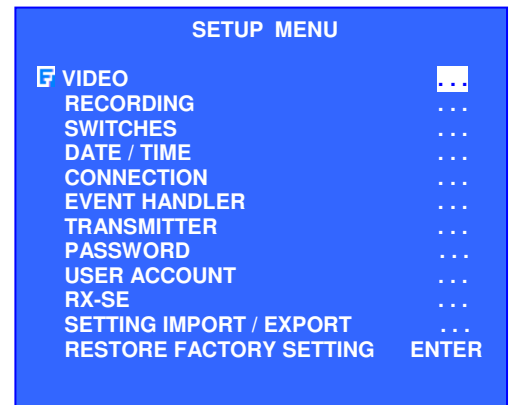 SETUP MENU
VIDEO ...
RECORDING ...
SWITCHES ...
DATE / TIME ...
CONNECTION ...
EVENT HANDLER ...
TRANSMITTER ...
PASSWORD ...
USER ACCOUNT ...
RX-SE ...
SETTING IMPORT / EXPORT ...
RESTORE FACTORY SETTING ENTER